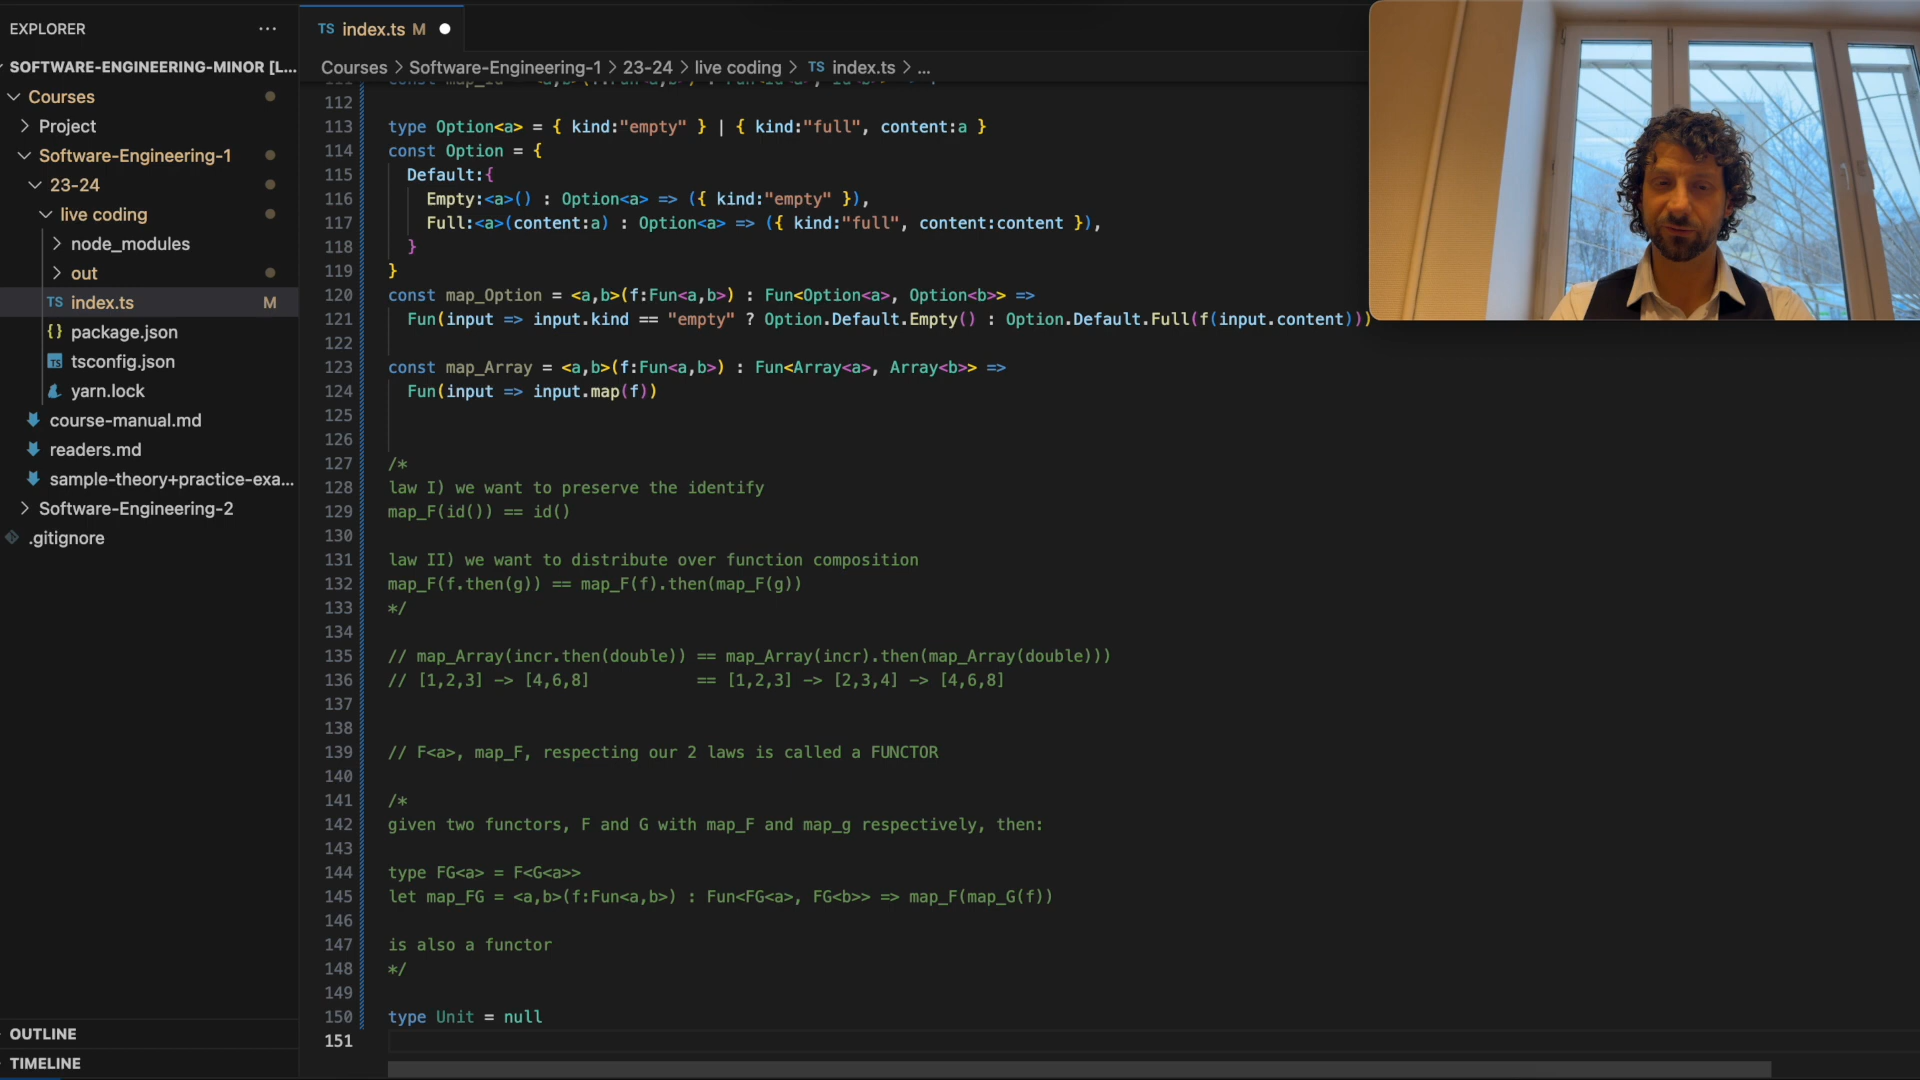 EXPLORER
SOFTWARE-ENGINEERING-MINOR [L...
Courses
Project
Software-Engineering-1
23-24
live coding
node_modules
out
TS index.ts M
{} package.json
TS tsconfig.json
yarn.lock
course-manual.md
readers.md
sample-theory+practice-exa...
Software-Engineering-2
.gitignore
OUTLINE
TIMELINE
TS index.ts M
Courses > Software-Engineering-1 > 23-24 > live coding > TS index.ts > ...
112
113 type Option<a> = { kind:"empty" } | { kind:"full", content:a }
114 const Option = {
115 Default:{
116 Empty:<a>() : Option<a> => ({ kind:"empty" }),
117 Full:<a>(content:a) : Option<a> => ({ kind:"full", content:content }),
118 }
119 }
120 const map_Option = <a,b>(f:Fun<a,b>) : Fun<Option<a>, Option<b>> =>
121 Fun(input => input.kind == "empty" ? Option.Default.Empty() : Option.Default.Full(f(input.content)))
122
123 const map_Array = <a,b>(f:Fun<a,b>) : Fun<Array<a>, Array<b>> =>
124 Fun(input => input.map(f))
125
126
127 /*
128 law I) we want to preserve the identify
129 map_F(id()) == id()
130
131 law II) we want to distribute over function composition
132 map_F(f.then(g)) == map_F(f).then(map_F(g))
133 */
134
135 // map_Array(incr.then(double)) == map_Array(incr).then(map_Array(double)))
136 // [1,2,3] -> [4,6,8] == [1,2,3] -> [2,3,4] -> [4,6,8]
137
138
139 // F<a>, map_F, respecting our 2 laws is called a FUNCTOR
140
141 /*
142 given two functors, F and G with map_F and map_g respectively, then:
143
144 type FG<a> = F<G<a>>
145 let map_FG = <a,b>(f:Fun<a,b>) : Fun<FG<a>, FG<b>> => map_F(map_G(f))
146
147 is also a functor
148 */
149
150 type Unit = null
151